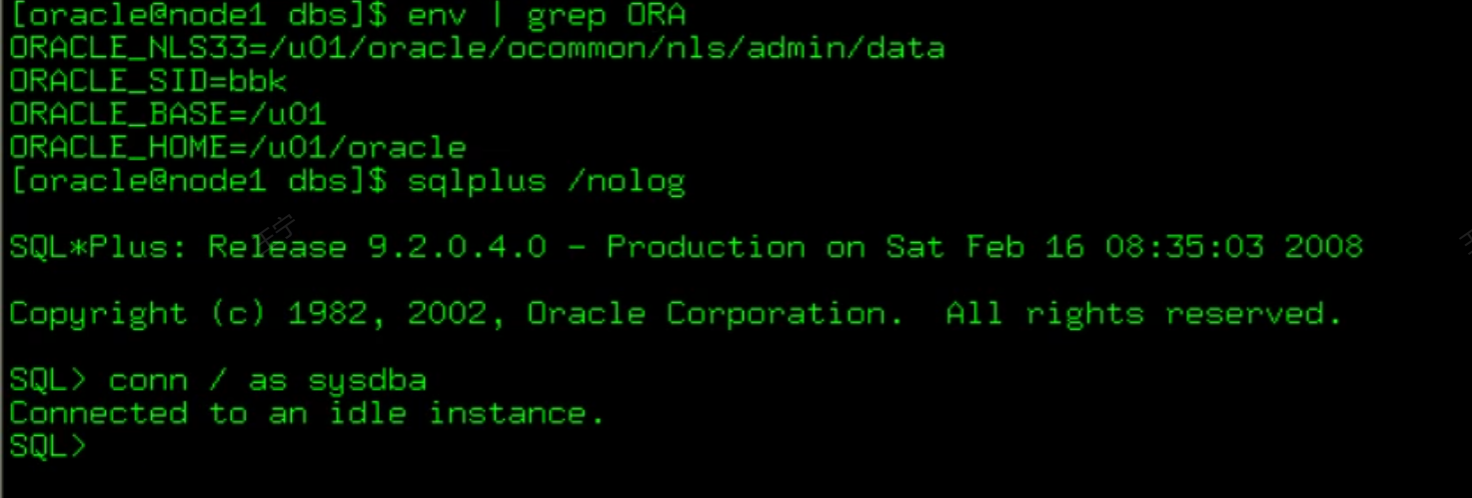 [oracle@node1 dbs]$ env | grep ORA
ORACLE_NLS33=/u01/oracle/ocommon/nls/admin/data
ORACLE_SID=bbk
ORACLE_BASE=/u01
ORACLE_HOME=/u01/oracle
[oracle@node1 dbs]$ sqlplus /nolog
SQL*Plus: Release 9.2.0.4.0 - Production on Sat Feb 16 08:35:03 2008
Copyright (c) 1982, 2002, Oracle Corporation.  All rights reserved.
SQL> conn / as sysdba
Connected to an idle instance.
SQL>